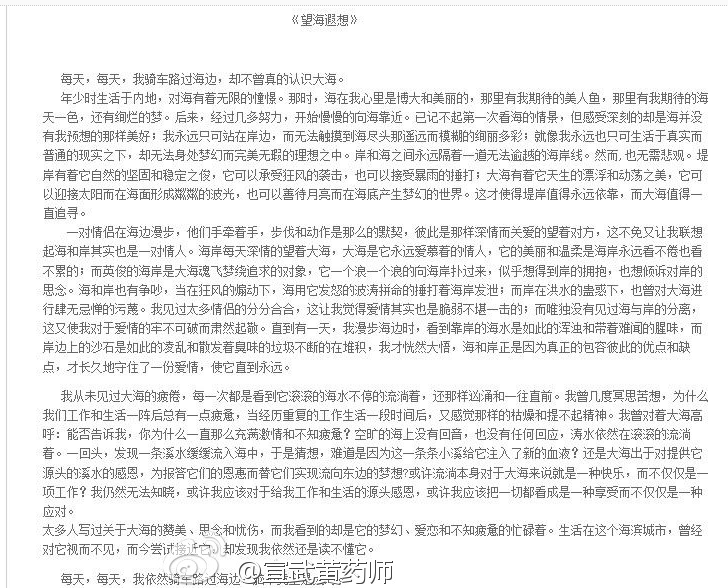 《望海遐想》
每天，每天，我骑车路过海边，却不曾真的认识大海。
年少时生活于内地，对海有着无限的憧憬。那时，海在我心里是博大和美丽的，那里有我期待的美人鱼，那里有我期待的海
天一色，还有绚烂的梦。后来，经过几多努力，开始慢慢的向海靠近。已记不起第一次看海的情景，但感受深刻的却是海并没
有我预想的那样美好；我永远只可站在岸边，而无法触摸到海尽头那遥远而模糊的绚丽多彩；就像我永远也只可生活于真实而
普通的现实之下，却无法身处梦幻而完美无瑕的理想之中。岸和海之间永远隔着一道无法逾越的海岸线。然而,也无需悲观。堤
岸有着它自然的坚固和稳定之俊，它可以承受狂风的袭击，也可以接受暴雨的捶打；大海有着它天生的漂浮和动荡之美，它可
以迎接太阳而在海面形成粼粼的波光，也可以善待月亮而在海底产生梦幻的世界。这才使得堤岸值得永远依靠，而大海值得一
直追寻。
一对情侣在海边漫步，他们手牵着手，步伐和动作是那么的默契，彼此是那样深情而关爱的望着对方，这不免又让我联想
起海和岸其实也是一对情人。海岸每天深情的望着大海，大海是它永远爱慕着的情人，它的美丽和温柔是海岸永远看不倦也看
不累的；而英俊的海岸是大海魂飞梦绕追求的对象，它一个浪一个浪的向海岸扑过来，似乎想得到岸的拥抱，也想倾诉对岸的
思念。海和岸也有争吵，当在狂风的煽动下，海用它发怒的波涛拼命的捶打着海岸发泄；而岸在洪水的蛊惑下，也曾对大海进
行肆无忌惮的污蔑。我见过太多情侣的分分合合，这让我觉得爱情其实也是脆弱不堪一击的；而唯独没有见过海与岸的分离，
这又使我对于爱情的牢不可破而肃然起敬。直到有一天，我漫步海边时，看到靠岸的海水是如此的浑浊和带着难闻的腥味，而
岸边上的沙石是如此的凌乱和散发着臭味的垃圾不断的在堆积，我才恍然大悟，海和岸正是因为真正的包容彼此的优点和缺
点，才长久地守住了一份爱情，使它直到永远。
我从未见过大海的疲倦，每一次都是看到它滚滚的海水不停的流淌着，还那样汹涌和一往直前。我曾几度冥思苦想，为什么
我们工作和生活一阵后总有一点疲惫，当经历重复的工作生活一段时间后，又感觉那样的枯燥和提不起精神。我曾对着大海高
呼：能否告诉我，你为什么一直那么充满激情和不知疲惫？空旷的海上没有回音，也没有任何回应，涛水依然在滚滚的流淌
着。一回头，发现一条溪水缓缓流入海中，于是猜想，难道是因为这一条条小溪给它注入了新的血液？还是大海出于对提供它
源头的溪水的感恩，为报答它们的恩惠而替它们实现流向东边的梦想?或许流淌本身对于大海来说就是一种快乐，而不仅仅是一
项工作？我仍然无法知晓，或许我应该对于给我工作和生活的源头感恩，或许应该把一切都看成是一种享受而不仅仅是一种
应对。
太多人写过关于大海的赞美、思念和忧伤，而我看到的却是它的梦幻、爱恋和不知疲惫的忙碌着。生活在这个海滨城市，曾经
对它视而不见，而今尝试接近它，却发现我依然还是读不懂它。
每天，每天，我依然骑车路过海边
@宣武黄药师